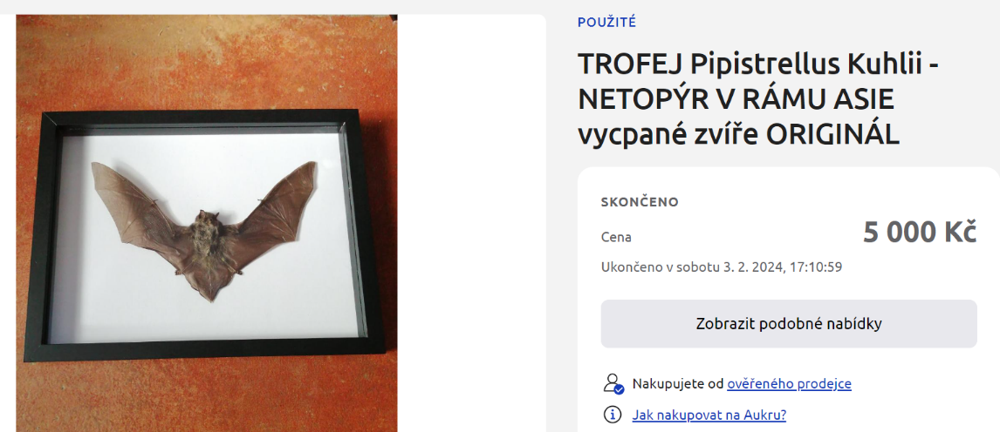 POUŽITÉ
TROFEJ Pipistrellus Kuhlii -
NETOPÝR V RÁMU ASIE
vycpané zvíře ORIGINÁL
SKONČENO
Cena
5 000 Kč
Ukončeno v sobotu 3. 2. 2024, 17:10:59
Zobrazit podobné nabídky
Nakupujete od ověřeného prodejce
Jak nakupovat na Aukru?